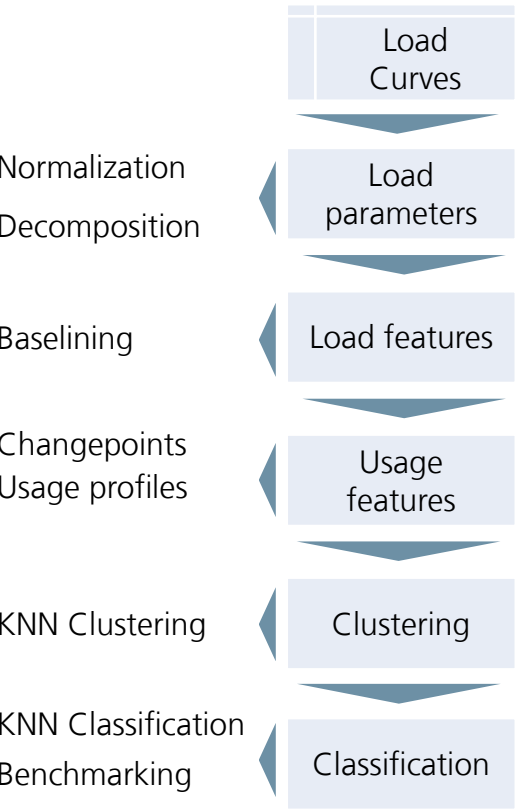 Load
Curves
Normalization
Decomposition
Load
parameters
Baselining
Load features
Changepoints
Usage profiles
Usage
features
KNN Clustering
Clustering
KNN Classification
Benchmarking
Classification